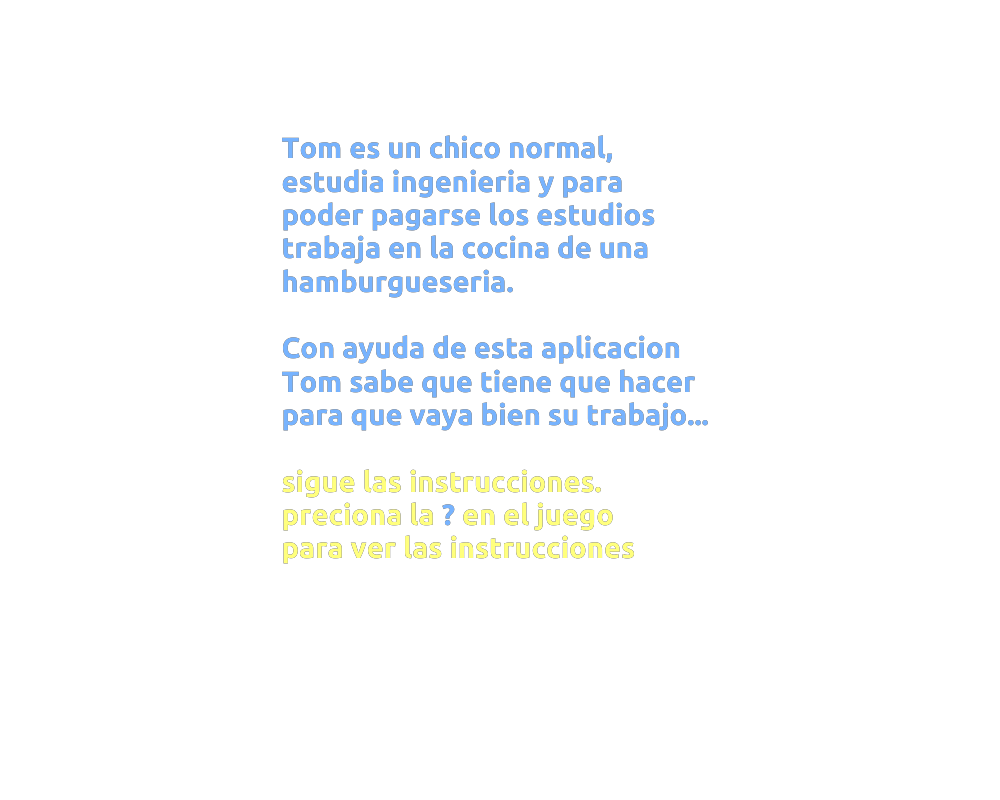 Tom es un chico normal,
estudia ingenieria y para
poder pagarse los estudios
trabaja en la cocina de una
hamburgueseria.
Con ayuda de esta aplicacion
Tom sabe que tiene que hacer
para que vaya bien su trabajo...
sigue las instrucciones.
preciona la ? en el juego
para ver las instrucciones